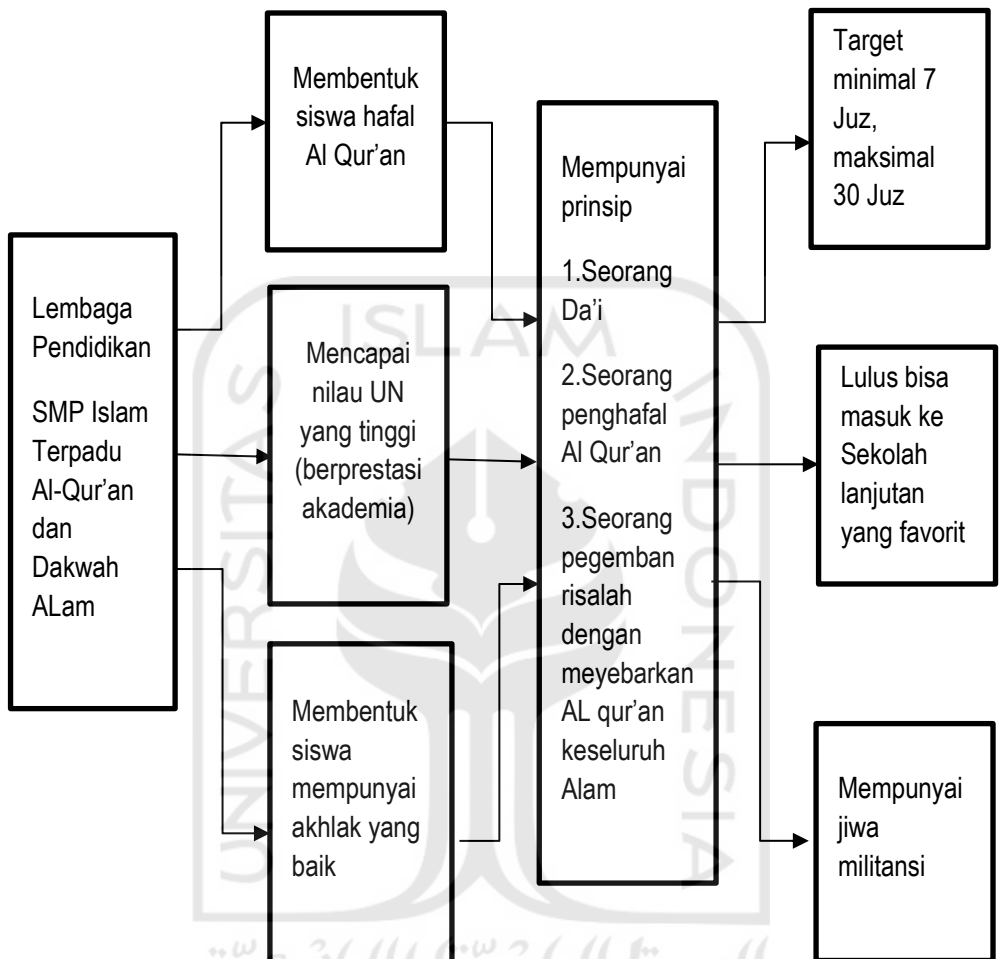 Lembaga
Pendidikan
SMP Islam
Terpadu
Al-Qur’an
dan
Dakwah
ALam
Membentuk
siswa hafal
Al Qur’an
Mencapai
nilau UN
yang tinggi
(berprestasi
akademia)
Membentuk
siswa
mempunyai
akhlak yang
baik
Mempunyai
prinsip
1.Seorang
Da’i
2.Seorang
penghafal
Al Qur’an
3.Seorang
pegemban
risalah
dengan
meyebarkan
AL qur’an
keseluruh
Alam
Target
minimal 7
Juz,
maksimal
30 Juz
Lulus bisa
masuk ke
Sekolah
lanjutan
yang favorit
Mempunyai
jiwa
militansi
ISLAM
UNIVERSITAS
INDONESIA